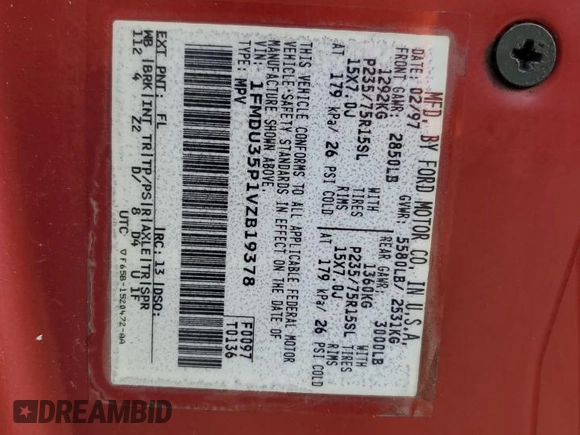 MFD. BY FORD MOTOR CO. IN U.S.A.
DATE: 02/97 GVWR: 5580LB/ 2531KG
FRONT GAWR: 2850LB REAR GAWR: 3000LB
1292KG WITH 1360KG WITH
P235/75R15SL TIRES P235/75R15SL TIRES
15X7.0J RIMS 15X7.0J RIMS
AT 179 kPa/ 26 PSI COLD AT 179 kPa/ 26 PSI COLD
THIS VEHICLE CONFORMS TO ALL APPLICABLE FEDERAL MOTOR
VEHICLE SAFETY STANDARDS IN EFFECT ON THE DATE OF
MANUFACTURE SHOWN ABOVE.
VIN: 1FMDU35P1VZB19378 F0097
TYPE: MPV T0136
EXT PNT: FL RC: 13 DSO:
WB BRK INT TR TP/PS R AXLE TR SPR
112 4 Z2 D/ 8 D4 U 1F
UTC
DREAMBID